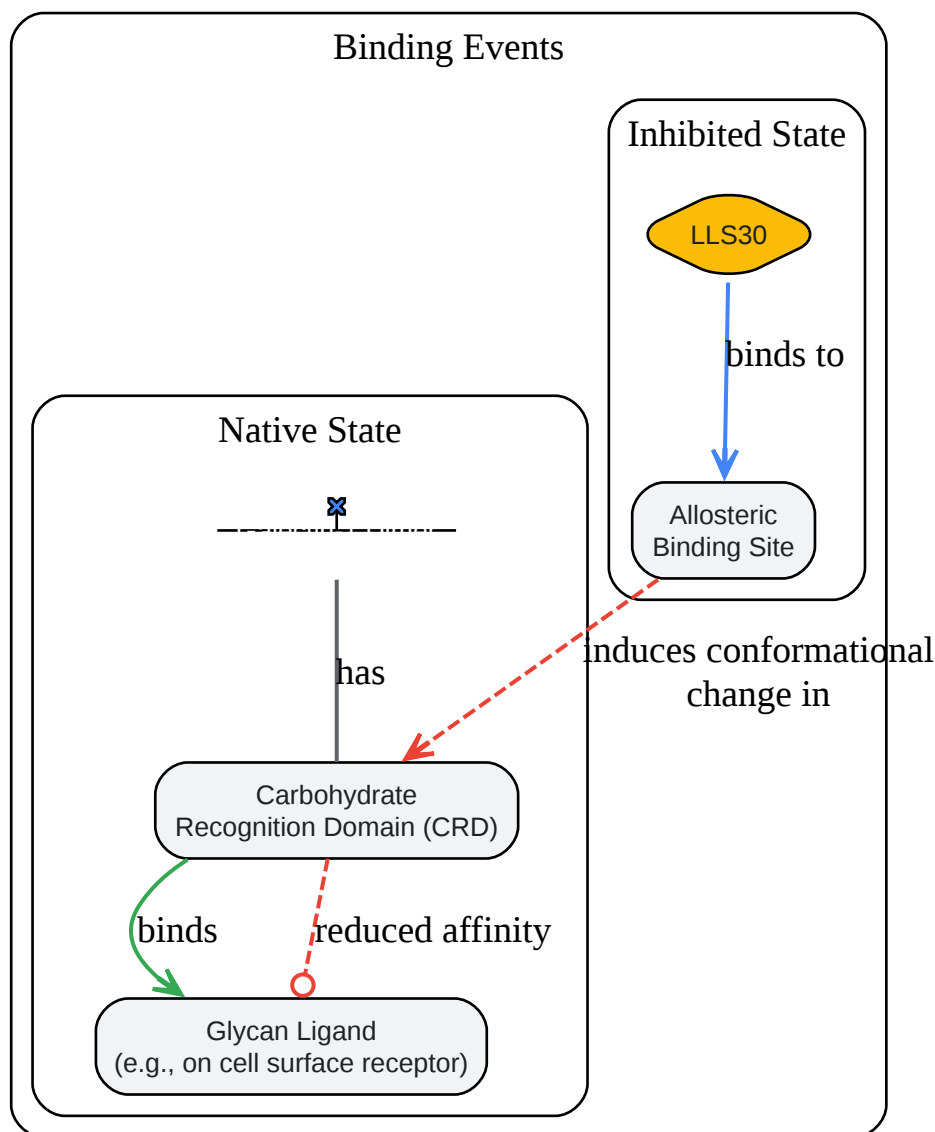 Binding Events
Inhibited State
LLS30
binds to
Native State
Allosteric
Binding Site
induces conformational
change in
has
Carbohydrate
Recognition Domain (CRD)
binds
reduced affinity
Glycan Ligand
(e.g., on cell surface receptor)